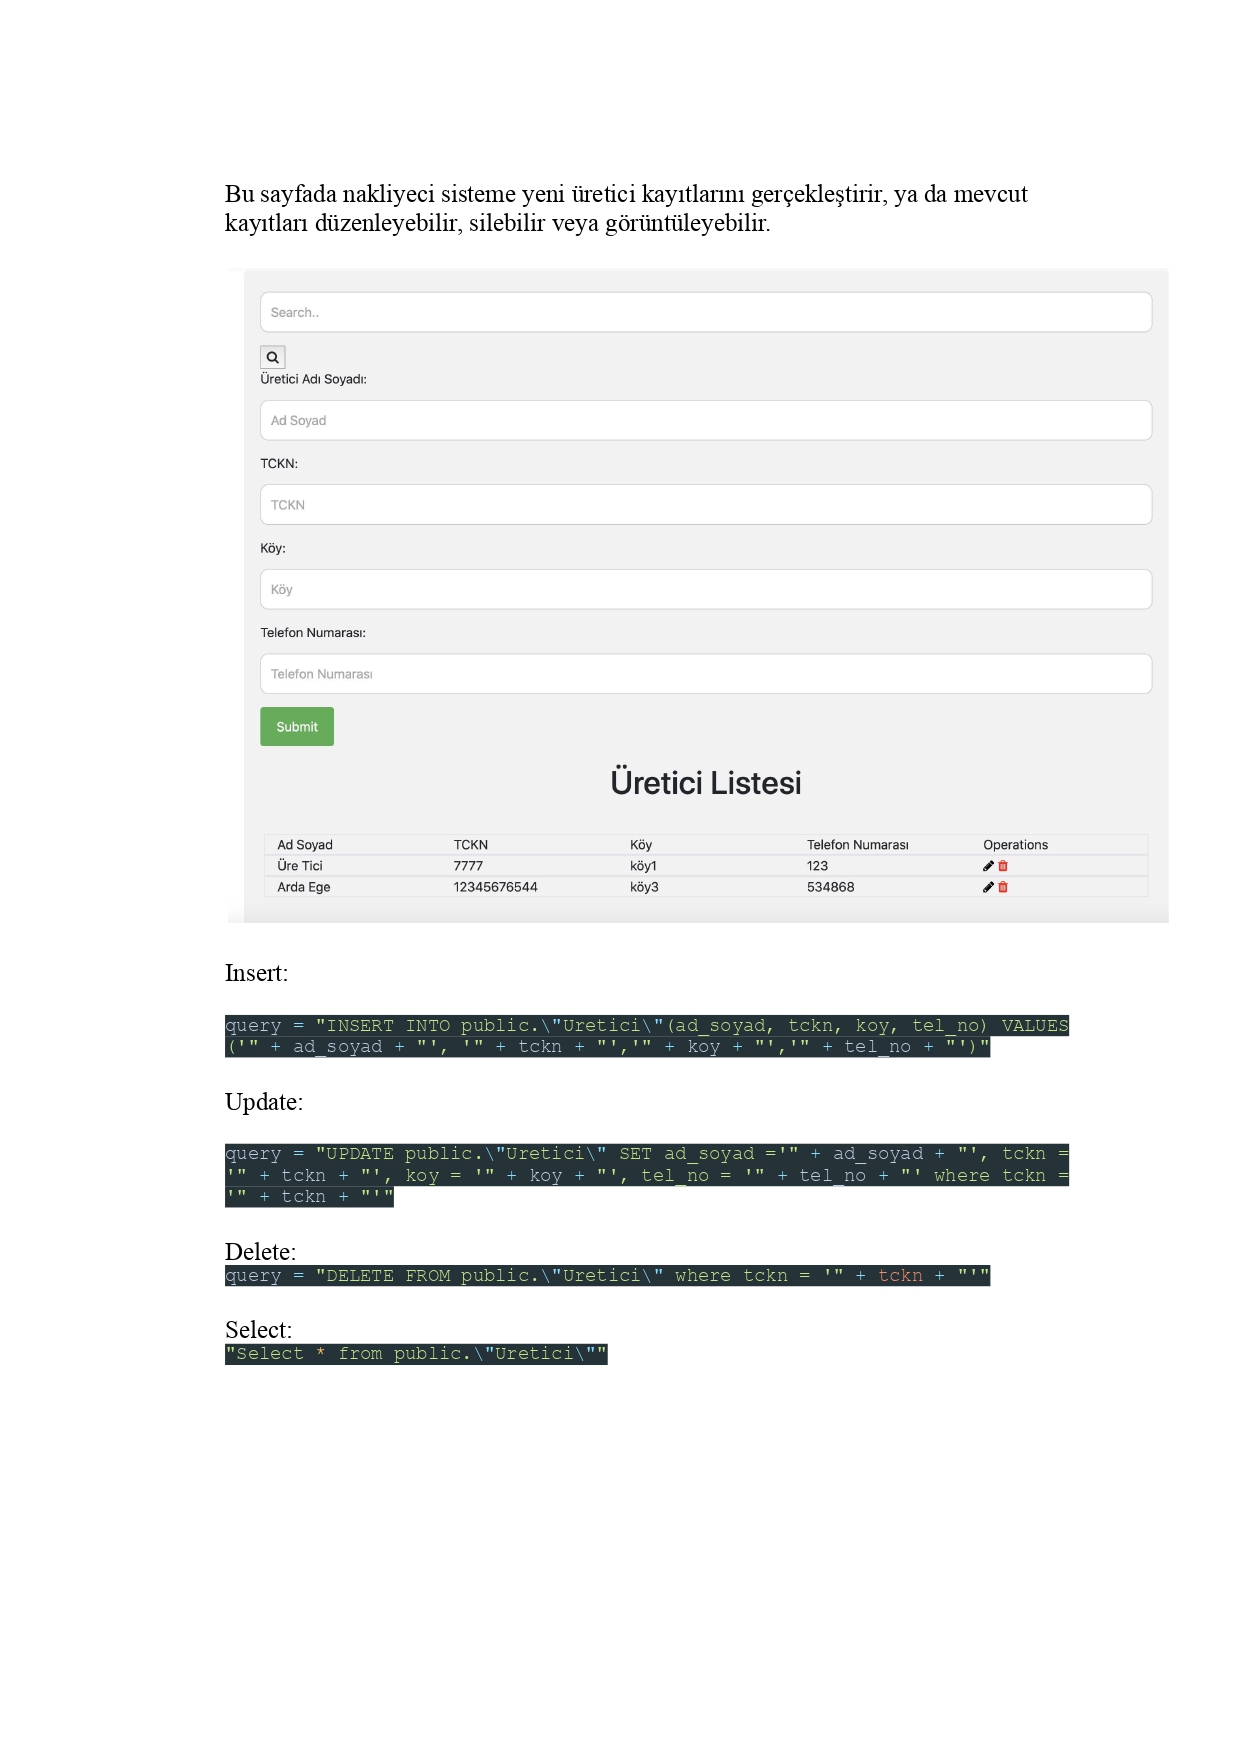 Bu sayfada nakliyeci sisteme yeni üretici kayıtlarını gerçekleştirir, ya da mevcut
kayıtları düzenleyebilir, silebilir veya görüntüleyebilir.
Search..
Üretici Adı Soyadı:
Ad Soyad
TCKN:
TCKN
Köy:
Köy
Telefon Numarası:
Telefon Numarası
Submit
Üretici Listesi
Ad Soyad TCKN Köy Telefon Numarası Operations
Üre Tici 7777 köy1 123
Arda Ege 12345676544 köy3 534868
Insert:
query = "INSERT INTO public.\"Uretici\"(ad_soyad, tckn, koy, tel_no) VALUES
('" + ad_soyad + "', '" + tckn + "','" + koy + "','" + tel_no + "')"
Update:
query = "UPDATE public.\"Uretici\" SET ad_soyad ='" + ad_soyad + "', tckn =
'" + tckn + "', koy = '" + koy + "', tel_no = '" + tel_no + "' where tckn =
'" + tckn + "'"
Delete:
query = "DELETE FROM public.\"Uretici\" where tckn = '" + tckn + "'"
Select:
"Select * from public.\"Uretici\""